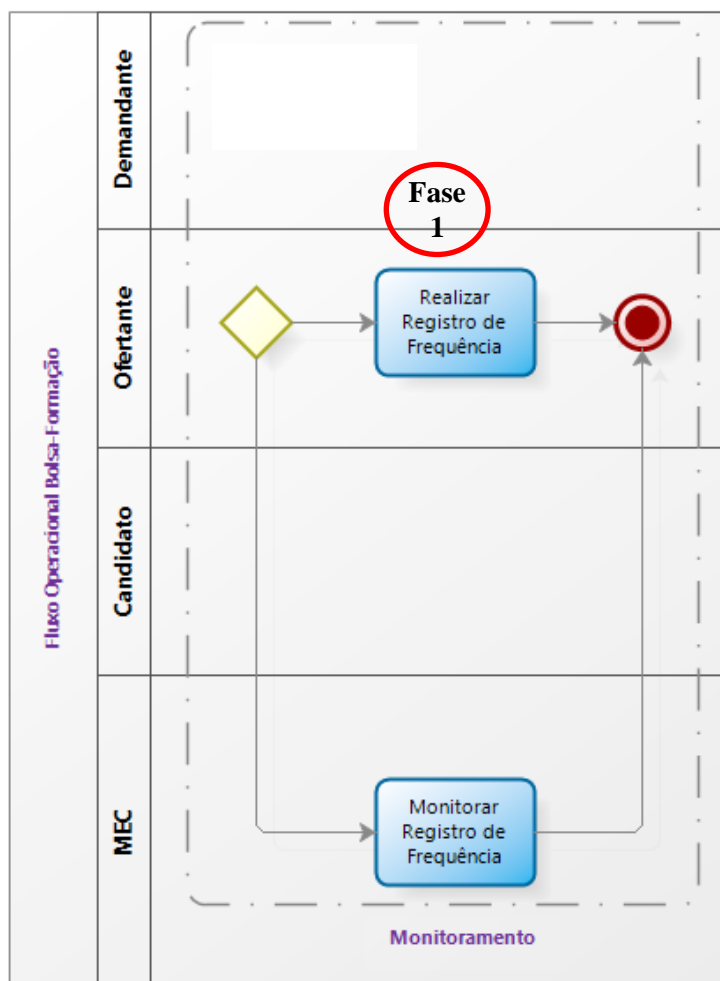 Fluxo Operacional Bolsa-Formação
Demandante
Fase
1
Ofertante
Realizar
Registro de
Frequência
Candidato
MEC
Monitorar
Registro de
Frequência
Monitoramento